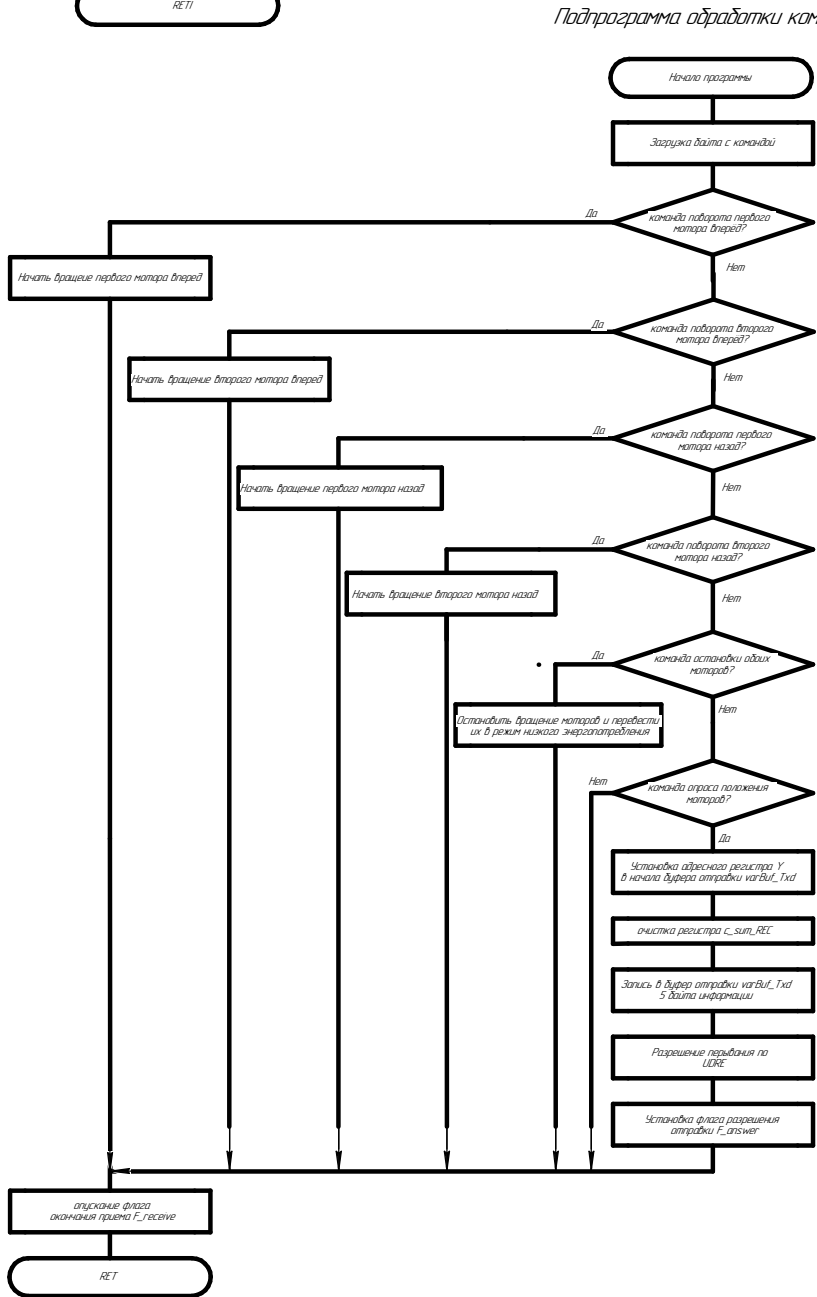 RETI
Подпрограмма обработки ком
Начало программы
Загрузка байта с командой
Да
команда поворота первого
мотора вперед?
Нет
Начать вращеие первого мотора вперед
Да
команда поворота второго
мотора вперёд?
Нет
Начать вращение второго мотора вперед
Да
команда поворота первого
мотора назад?
Нет
Начать вращение первого мотора назад
Да
команда поворота второго
мотора назад?
Нет
Начать вращение второго мотора назад
Да
команда остановки обоих
моторов?
Нет
Остановить вращение моторов и перевести
их в режим низкого энергопотребления
Нет
команда опроса положения
моторов?
Да
Установка адресного регистра Y
в начала буфера отправки varBuf_Txd
очистка регистра c_sum_REC
Запись в буфер отправки varBuf_Txd
5 байта информации
Разрешение перывания по
UDRE
Установка флага разрешения
отправки F_answer
опускание флага
окончания приема F_receive
RET